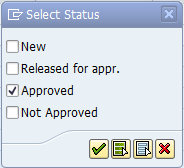 Select Status
New
Released for appr.
Approved
Not Approved